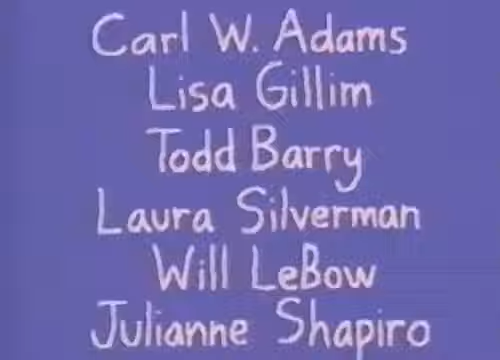 Carl W. Adams
Lisa Gillim
Todd Barry
Laura Silverman
Will LeBow
Julianne Shapiro